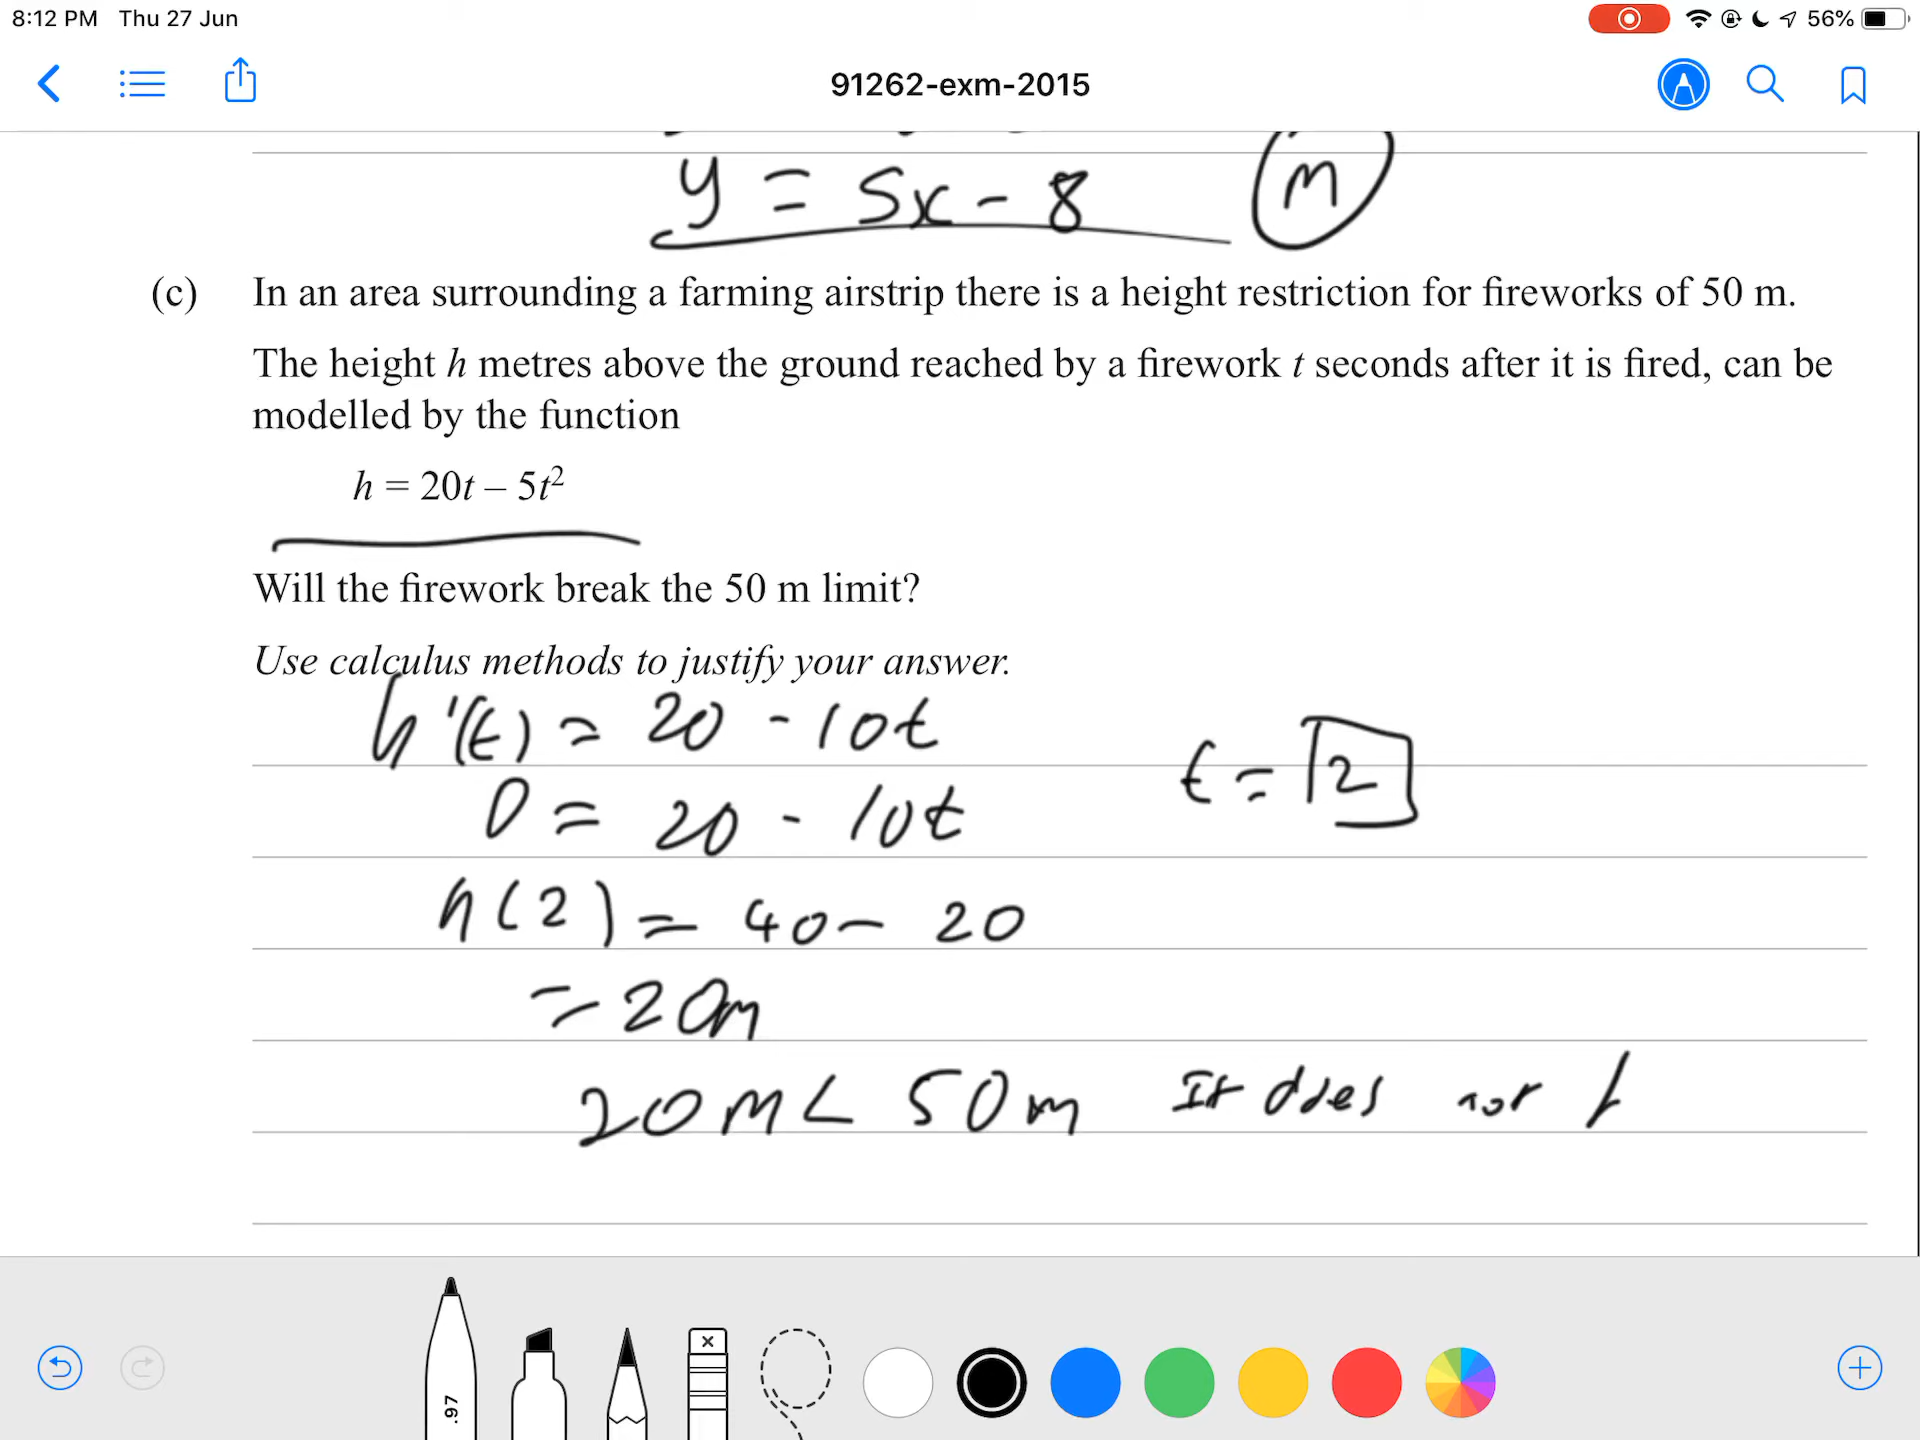 8:12 PM Thu 27 Jun 56%
91262-exm-2015
y = 5x - 8 m
(c) In an area surrounding a farming airstrip there is a height restriction for fireworks of 50 m.
The height h metres above the ground reached by a firework t seconds after it is fired, can be
modelled by the function
h = 20t – 5t²
Will the firework break the 50 m limit?
Use calculus methods to justify your answer.
h'(t) = 20 - 10t
t = 2
0 = 20 - 10t
h(2) = 40 - 20
= 20m
20m < 50m It does not
.97